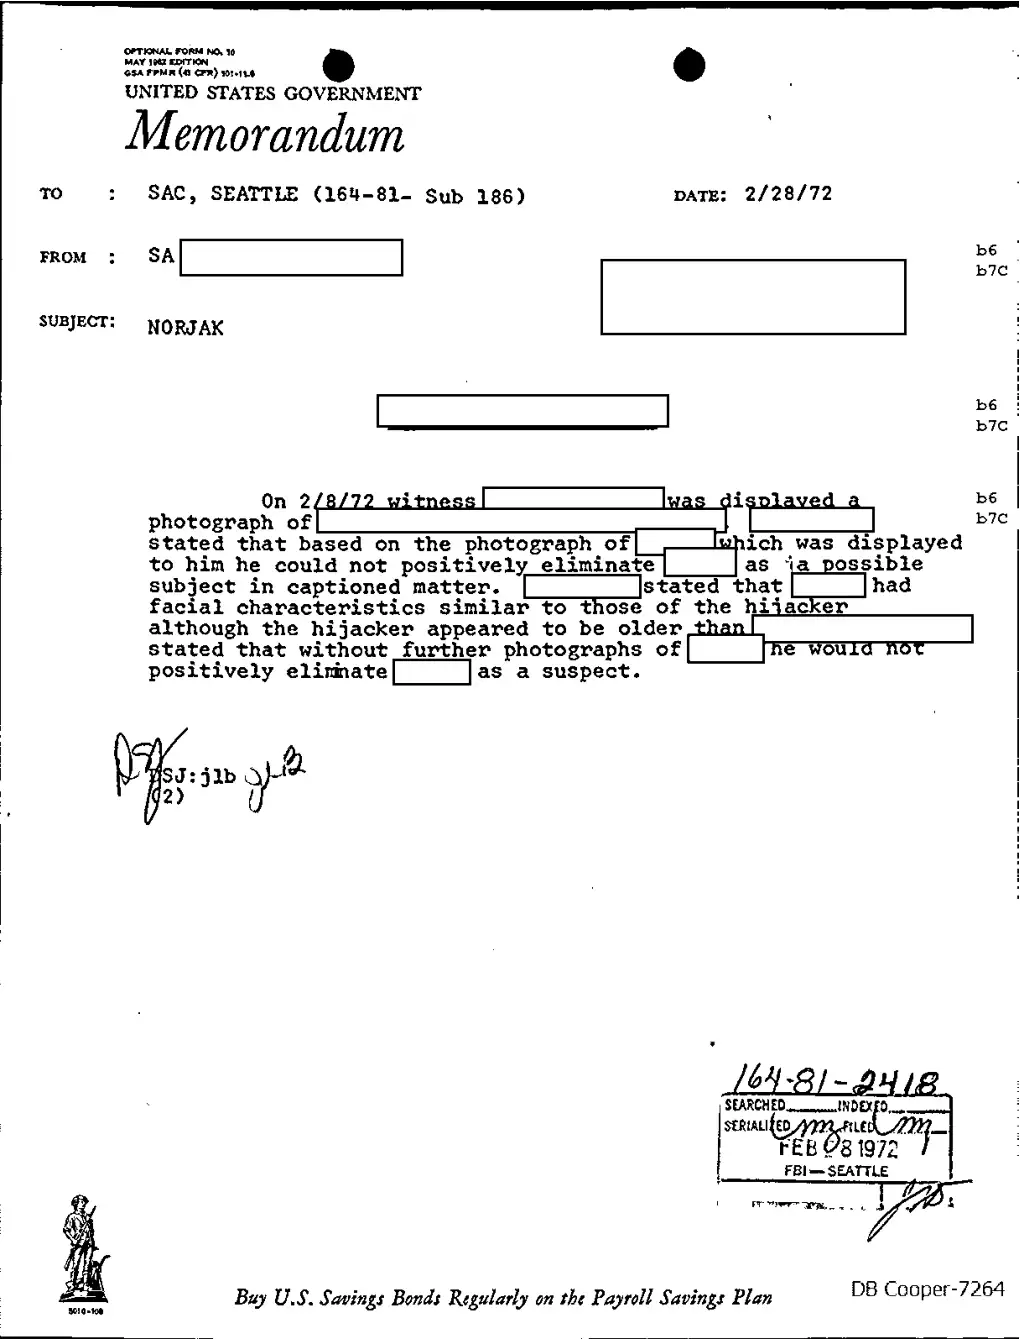 OPTIONAL FORM NO. 10
MAY 1962 EDITION
GSA FPMR (41 CFR) 101-11.6
UNITED STATES GOVERNMENT
Memorandum
TO : SAC, SEATTLE (164-81- Sub 186) DATE: 2/28/72
FROM : SA b6
b7C
SUBJECT: NORJAK
b6
b7C
On 2/8/72 witness was displayed a b6
photograph of . b7C
stated that based on the photograph of which was displayed
to him he could not positively eliminate as a possible
subject in captioned matter. stated that had
facial characteristics similar to those of the hijacker
although the hijacker appeared to be older than
stated that without further photographs of he would not
positively eliminate as a suspect.
DSJ:jlb
(2)
164-81-2418
SEARCHED INDEXED
SERIALIZED FILED
FEB 28 1972
FBI — SEATTLE
5010-108
Buy U.S. Savings Bonds Regularly on the Payroll Savings Plan
DB Cooper-7264